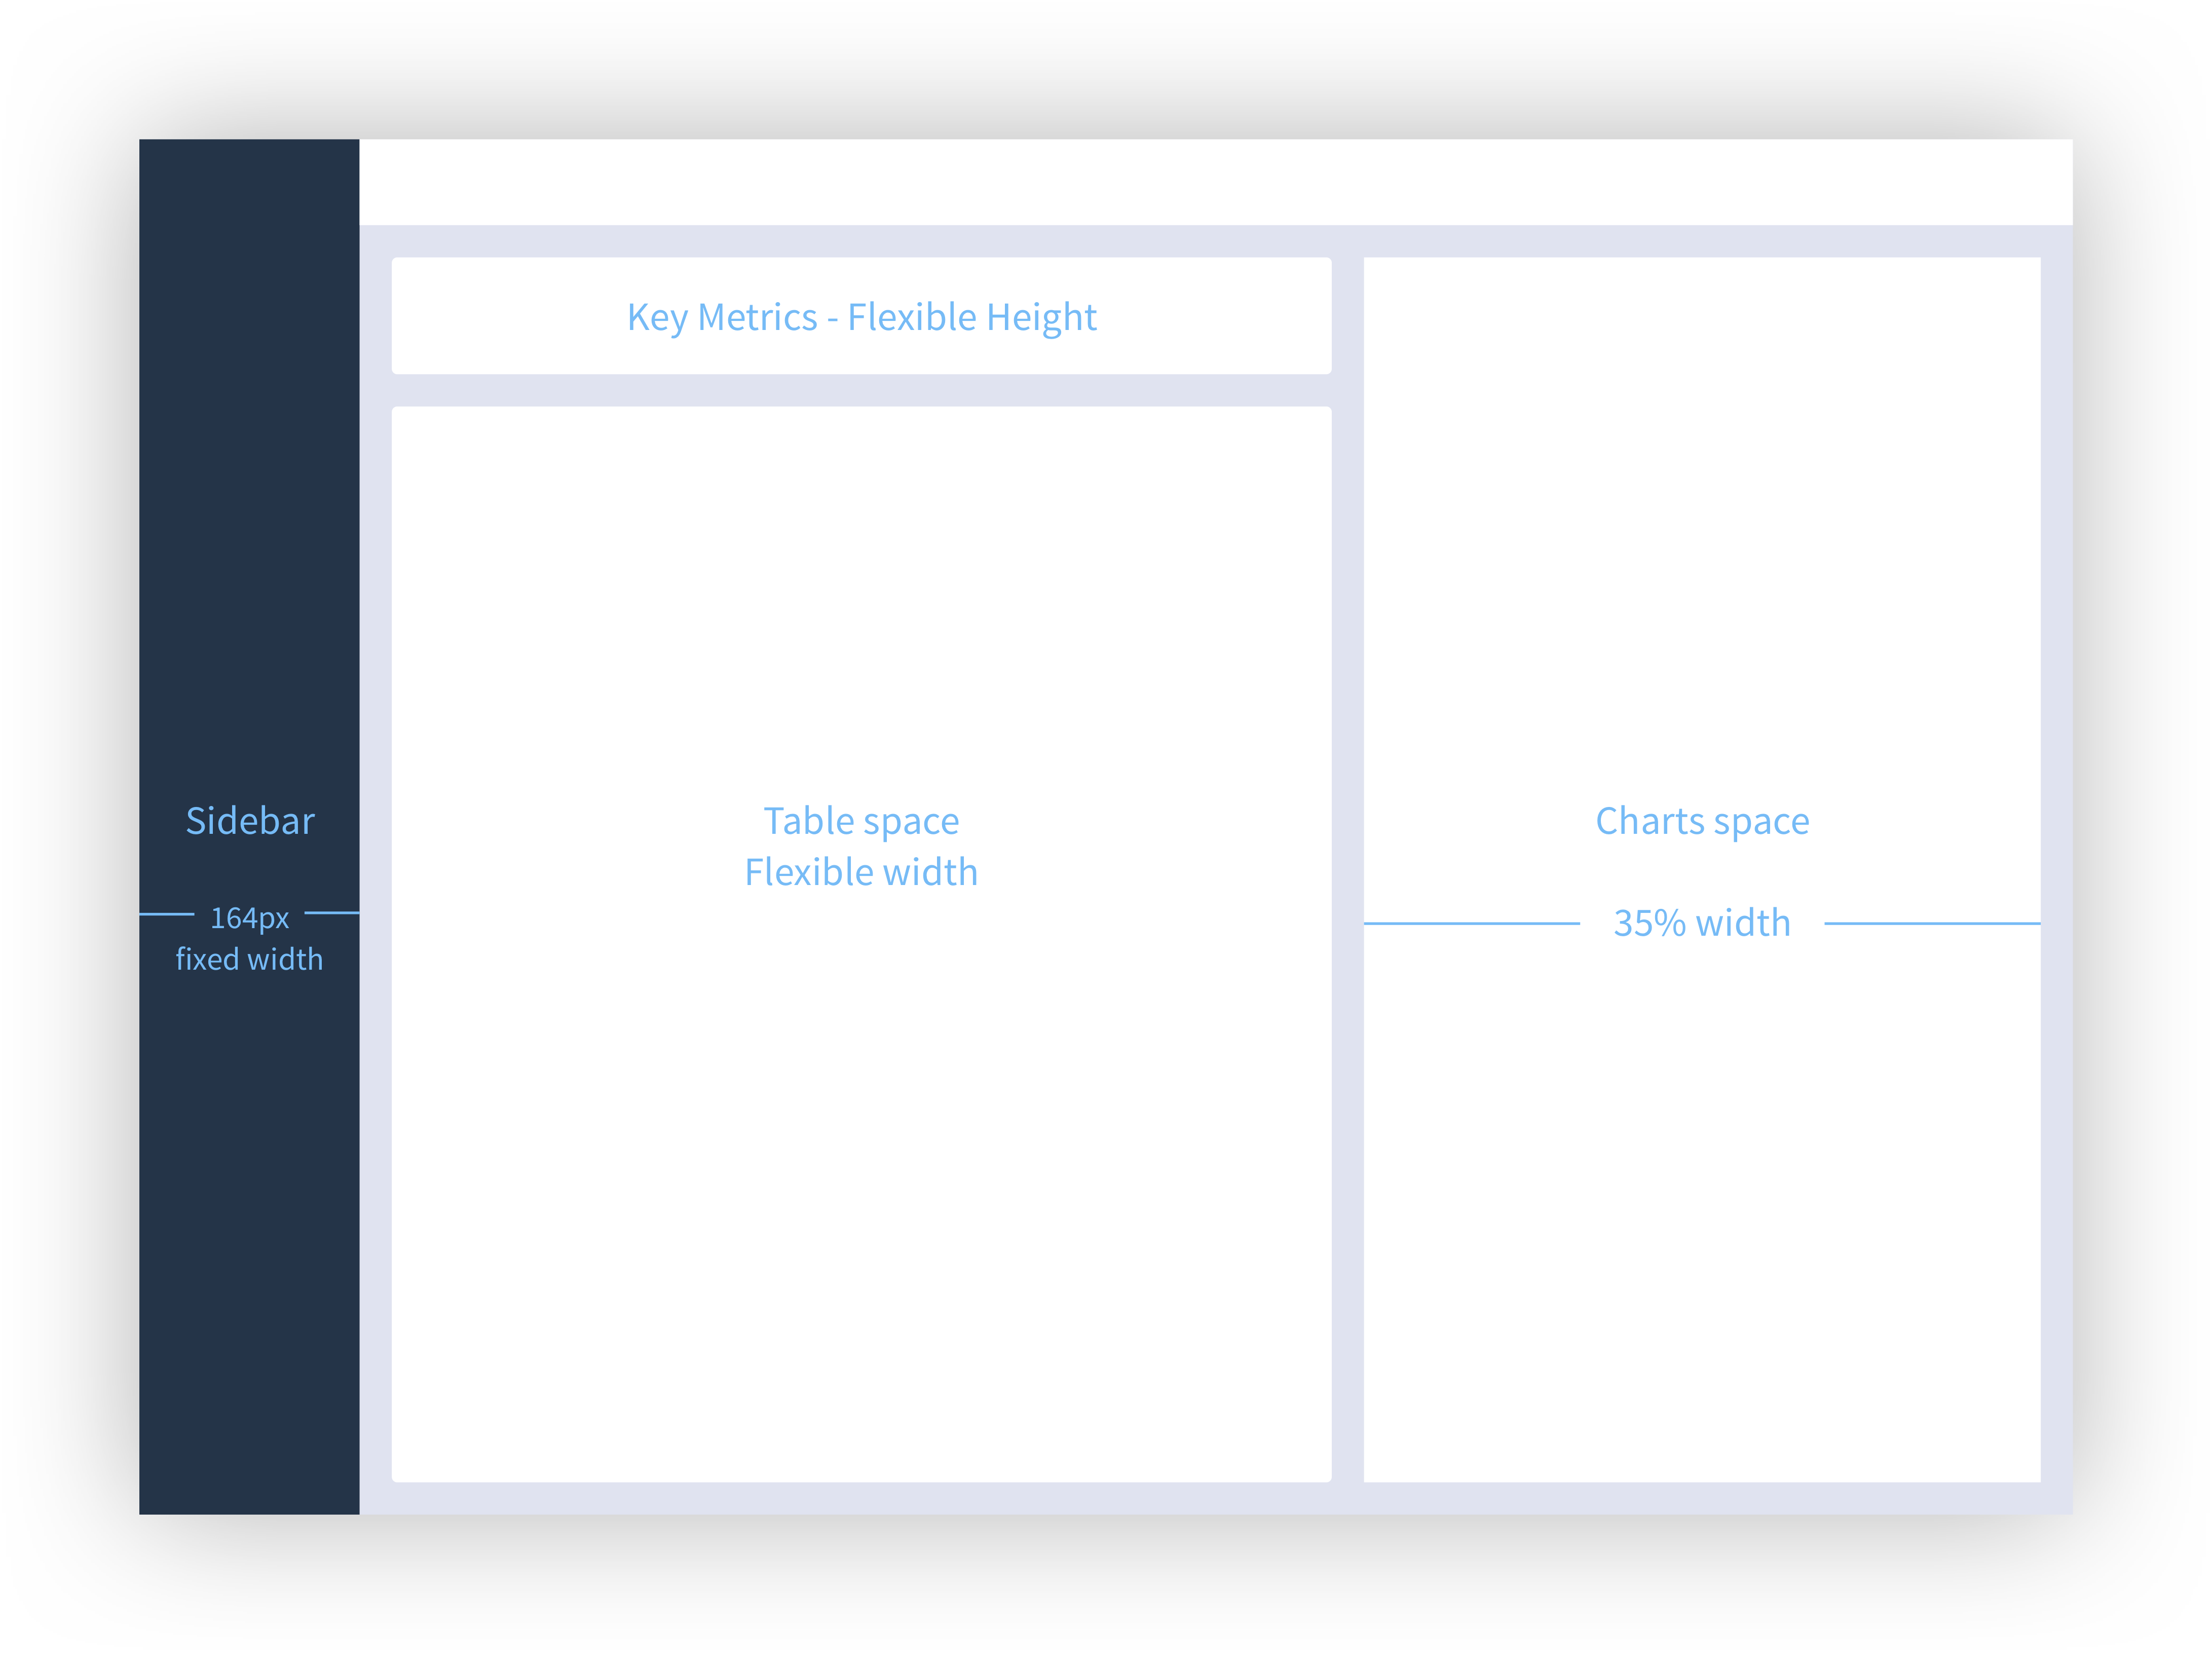 Key Metrics - Flexible Height
Sidebar
164px
fixed width
Table space
Flexible width
Charts space
35% width